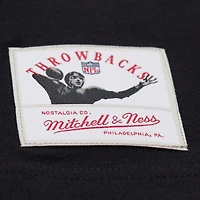 THROWBACKS
NFL
NOSTALGIA CO.
Mitchell & Ness
PHILADELPHIA, PA.